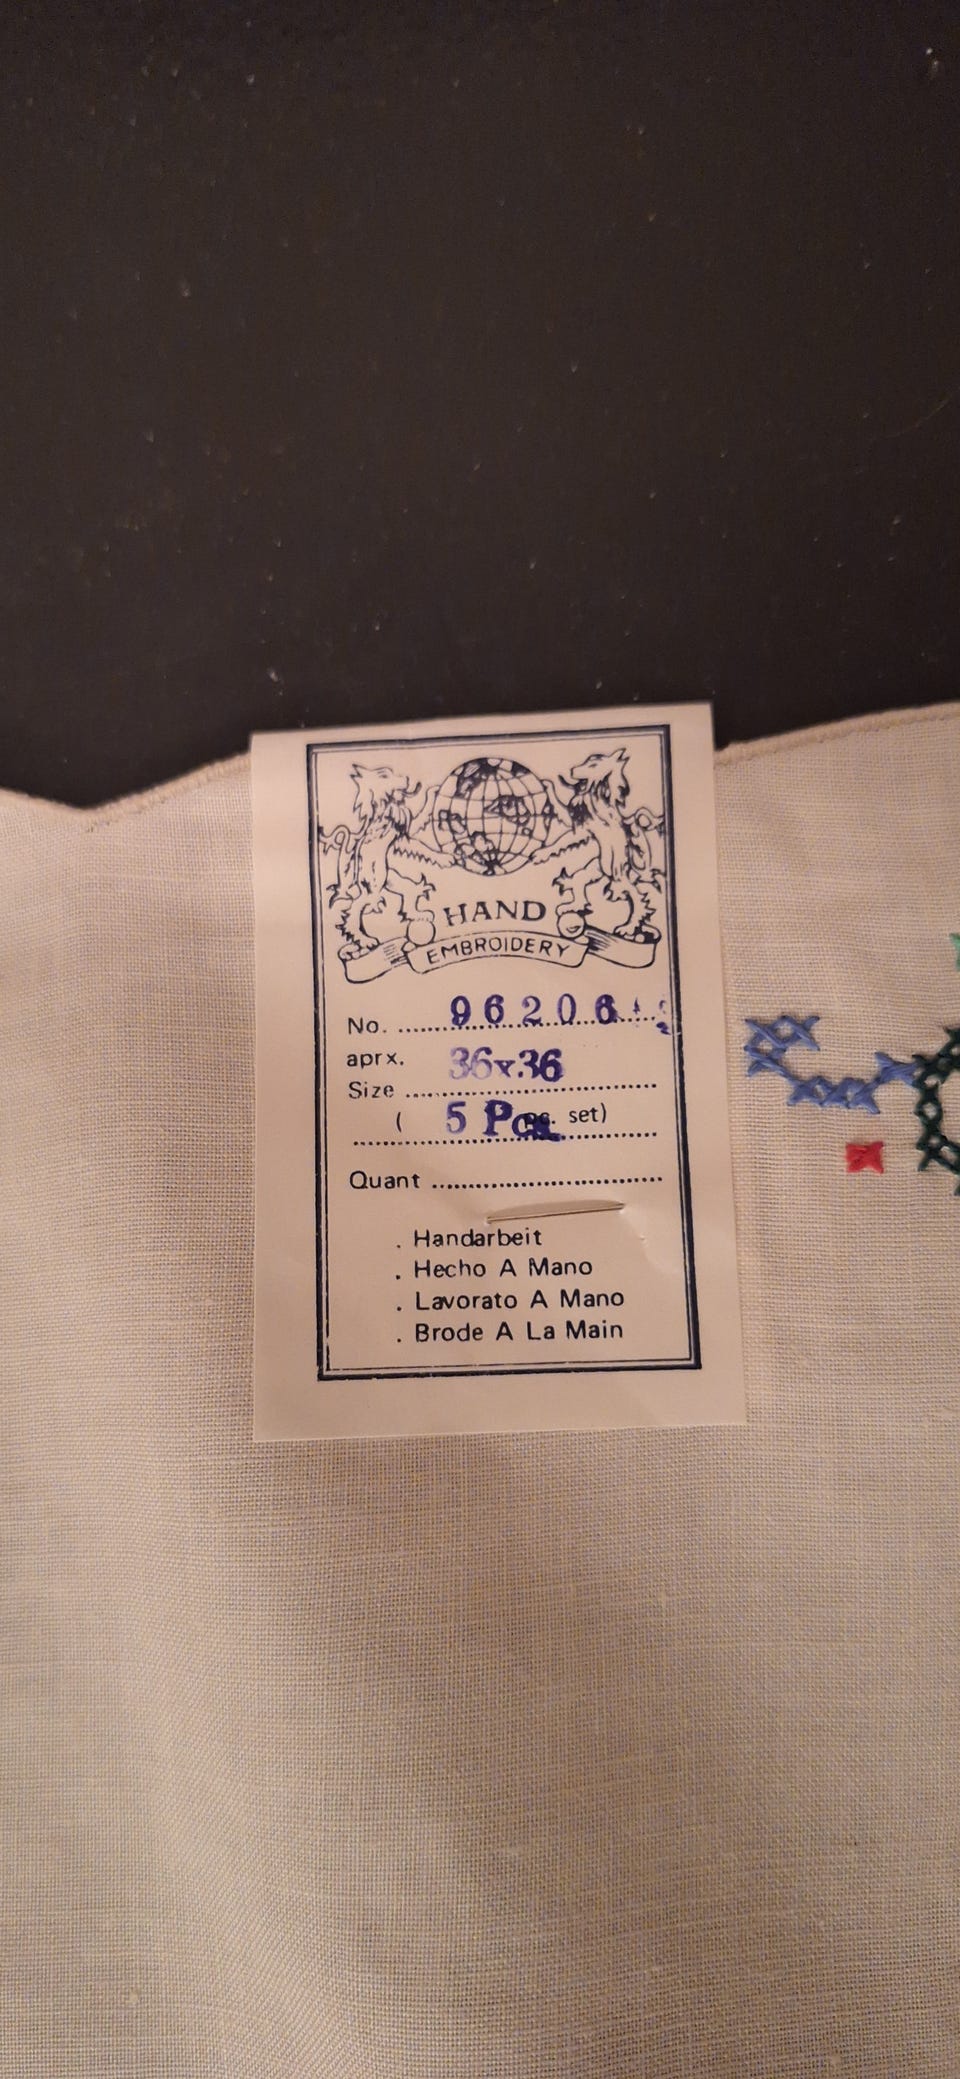 HAND
EMBROIDERY
No. 96206
aprx. 36x36
Size
( 5 Pcs. set)
Quant
. Handarbeit
. Hecho A Mano
. Lavorato A Mano
. Brode A La Main